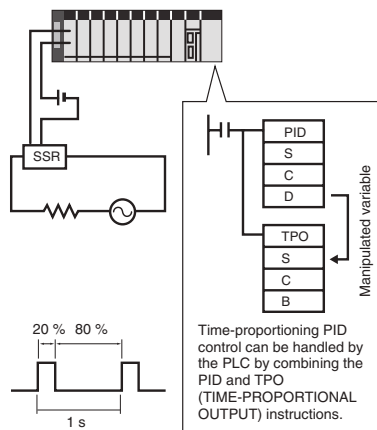 SSR
20 % 80 %
1 s
PID
S
C
D
TPO
S
C
B
Manipulated variable
Time-proportioning PID
control can be handled by
the PLC by combining the
PID and TPO
(TIME-PROPORTIONAL
OUTPUT) instructions.